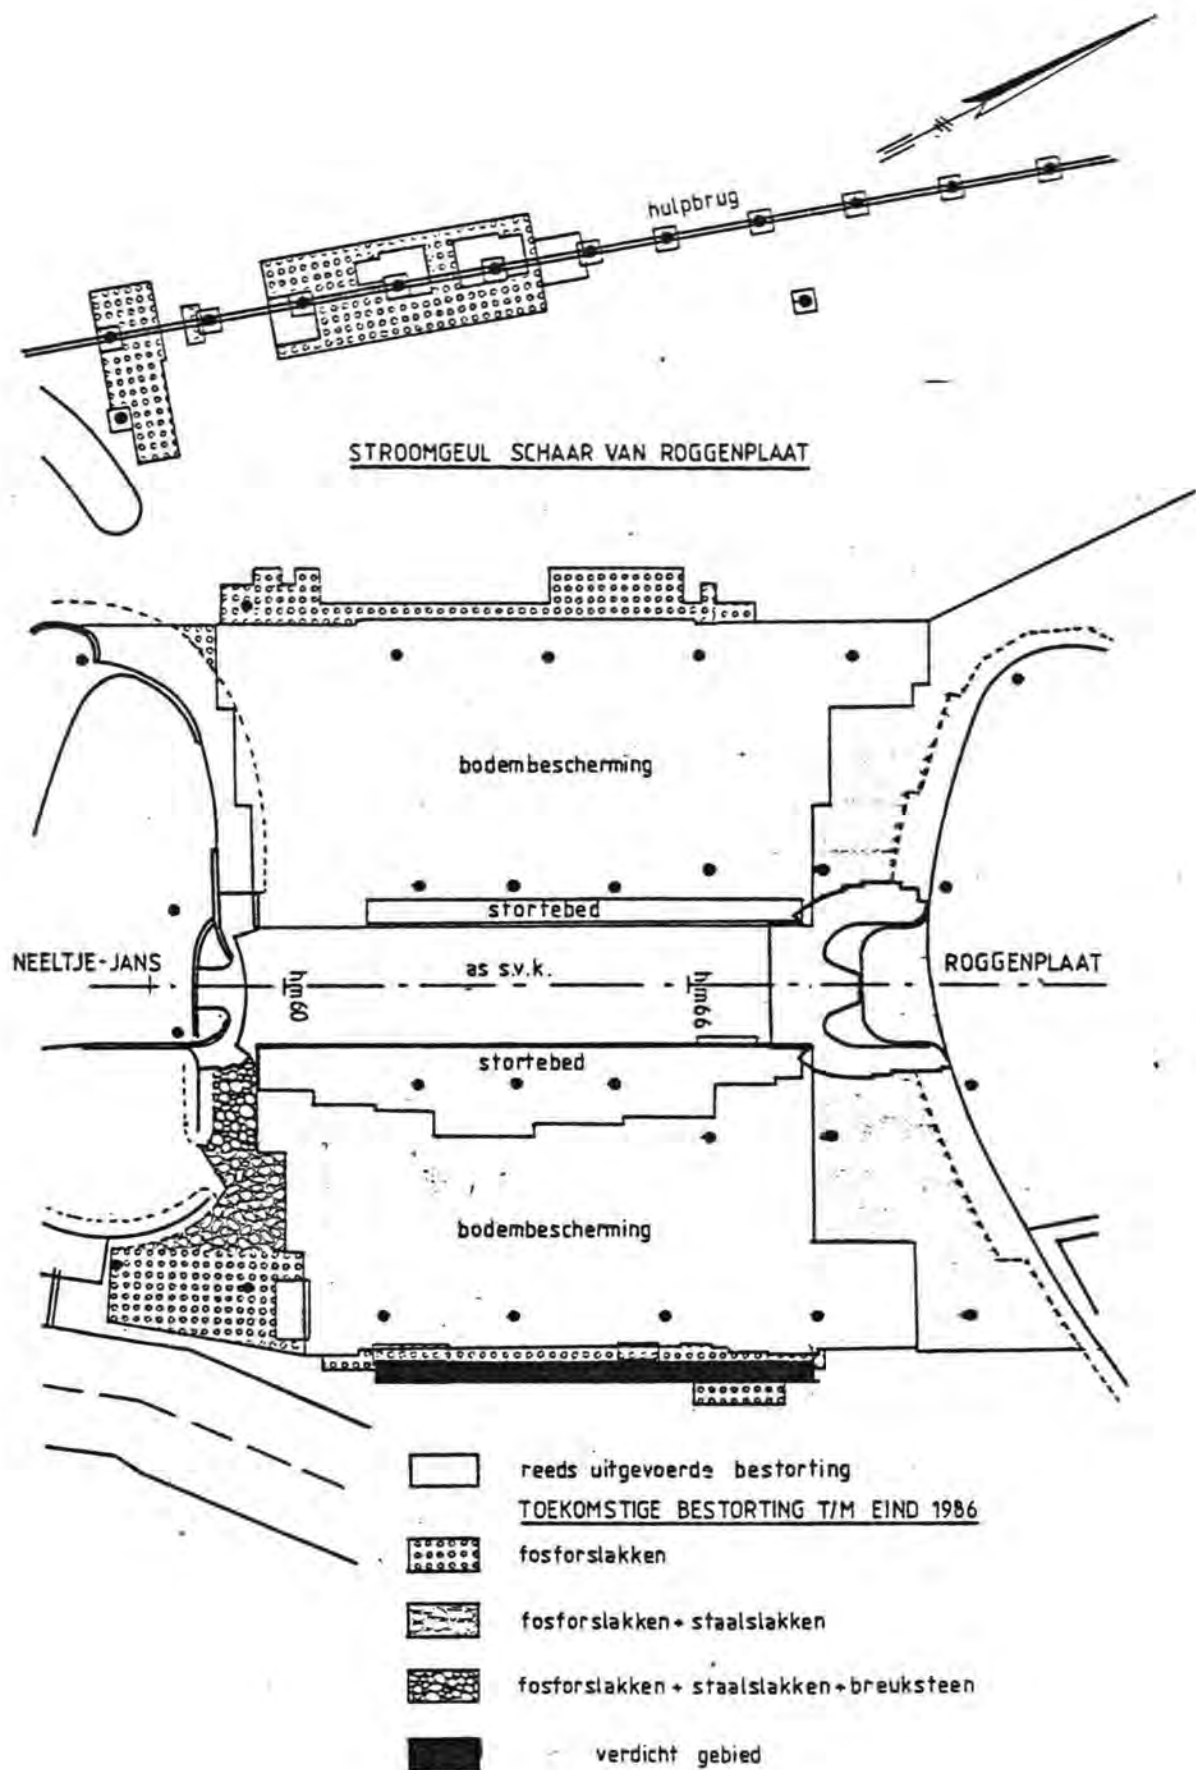 hulpbrug
STROOMGEUL SCHAAR VAN ROGGENPLAAT
bodembescherming
stortebed
NEELTJE-JANS
as s.v.k.
ROGGENPLAAT
hm60
hm66
stortebed
bodembescherming
reeds uitgevoerde bestorting
TOEKOMSTIGE BESTORTING T/M EIND 1986
fosforslakken
fosforslakken + staalslakken
fosforslakken + staalslakken + breuksteen
verdicht gebied